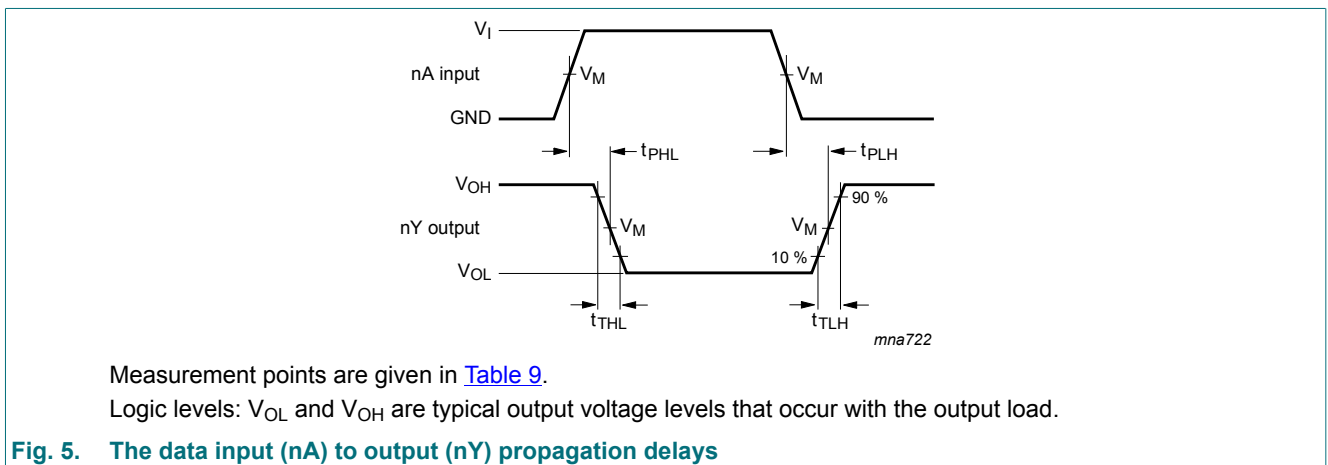 V_I
nA input
V_M
V_M
GND
t_PHL
t_PLH
V_OH
90 %
nY output
V_M
V_M
10 %
V_OL
t_THL
t_TLH
mna722
Measurement points are given in Table 9.
Logic levels: V_OL and V_OH are typical output voltage levels that occur with the output load.
Fig. 5. The data input (nA) to output (nY) propagation delays